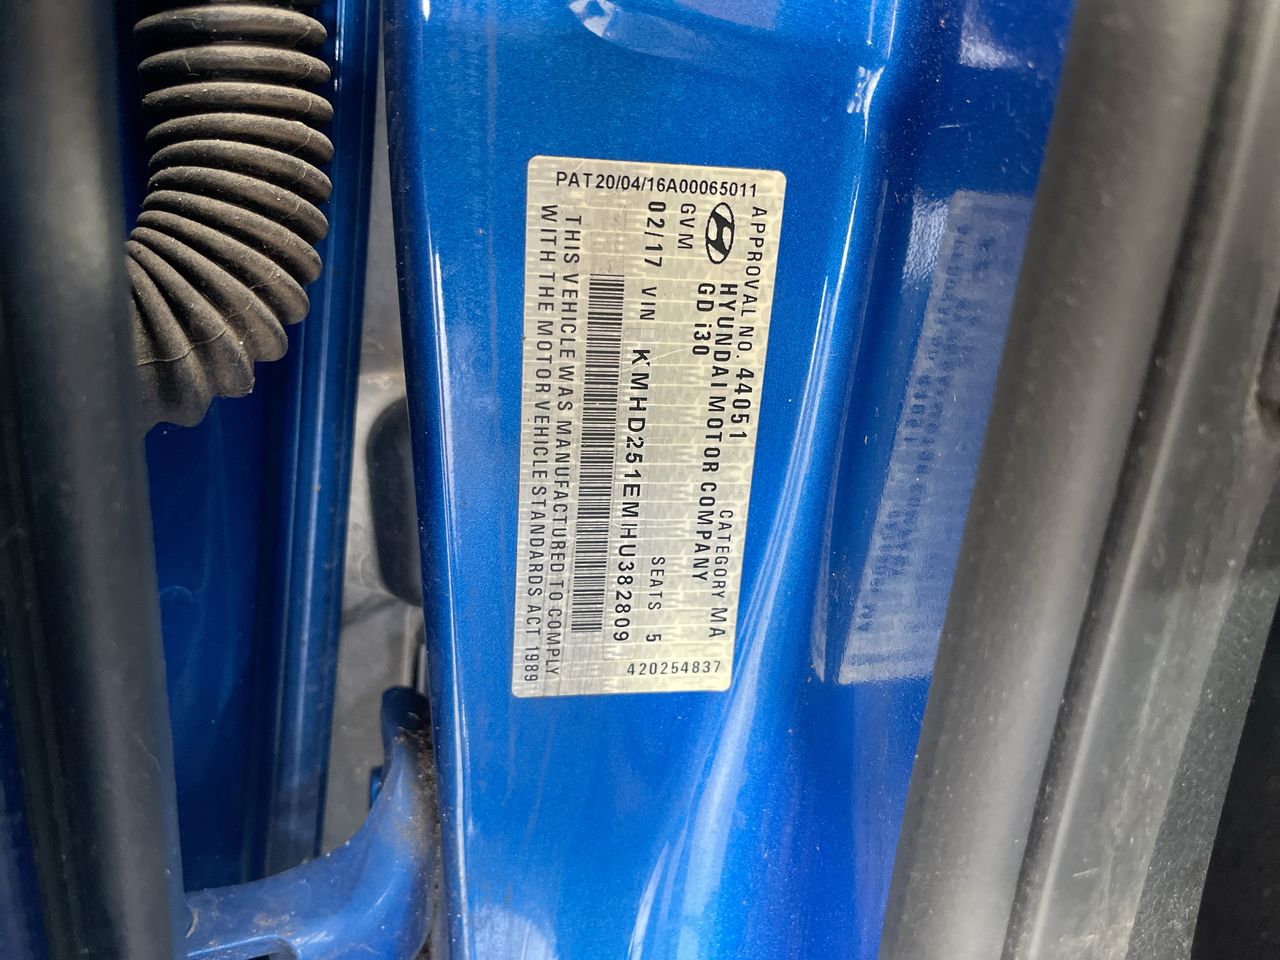 PAT20/04/16A00065011
APPROVAL NO. 44051 CATEGORY MA
HYUNDAI MOTOR COMPANY
GVM GD i30
02/17 VIN KMHD251EMHU382809 SEATS 5
THIS VEHICLE WAS MANUFACTURED TO COMPLY
WITH THE MOTOR VEHICLE STANDARDS ACT 1989
420254837